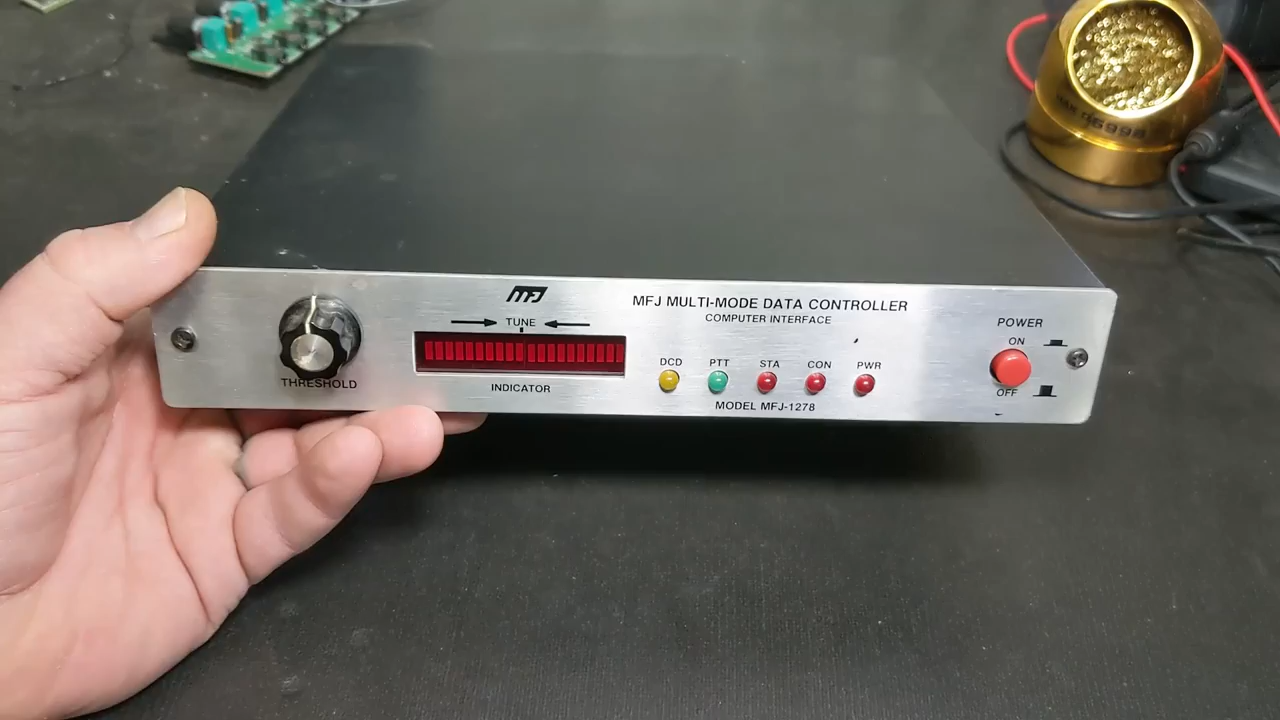 MFJ
TUNE
THRESHOLD
INDICATOR
MFJ MULTI-MODE DATA CONTROLLER
COMPUTER INTERFACE
DCD PTT STA CON PWR
MODEL MFJ-1278
POWER
ON
OFF